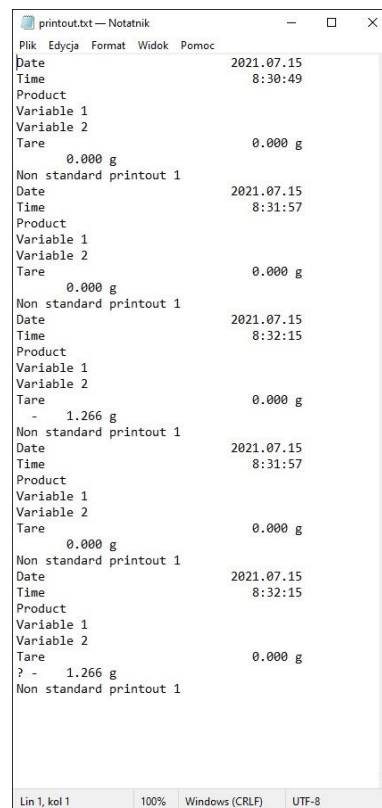 printout.txt — Notatnik
Plik Edycja Format Widok Pomoc
Date 2021.07.15
Time 8:30:49
Product
Variable 1
Variable 2
Tare 0.000 g
0.000 g
Non standard printout 1
Date 2021.07.15
Time 8:31:57
Product
Variable 1
Variable 2
Tare 0.000 g
0.000 g
Non standard printout 1
Date 2021.07.15
Time 8:32:15
Product
Variable 1
Variable 2
Tare 0.000 g
- 1.266 g
Non standard printout 1
Date 2021.07.15
Time 8:31:57
Product
Variable 1
Variable 2
Tare 0.000 g
0.000 g
Non standard printout 1
Date 2021.07.15
Time 8:32:15
Product
Variable 1
Variable 2
Tare 0.000 g
? - 1.266 g
Non standard printout 1
Lin 1, kol 1 100% Windows (CRLF) UTF-8